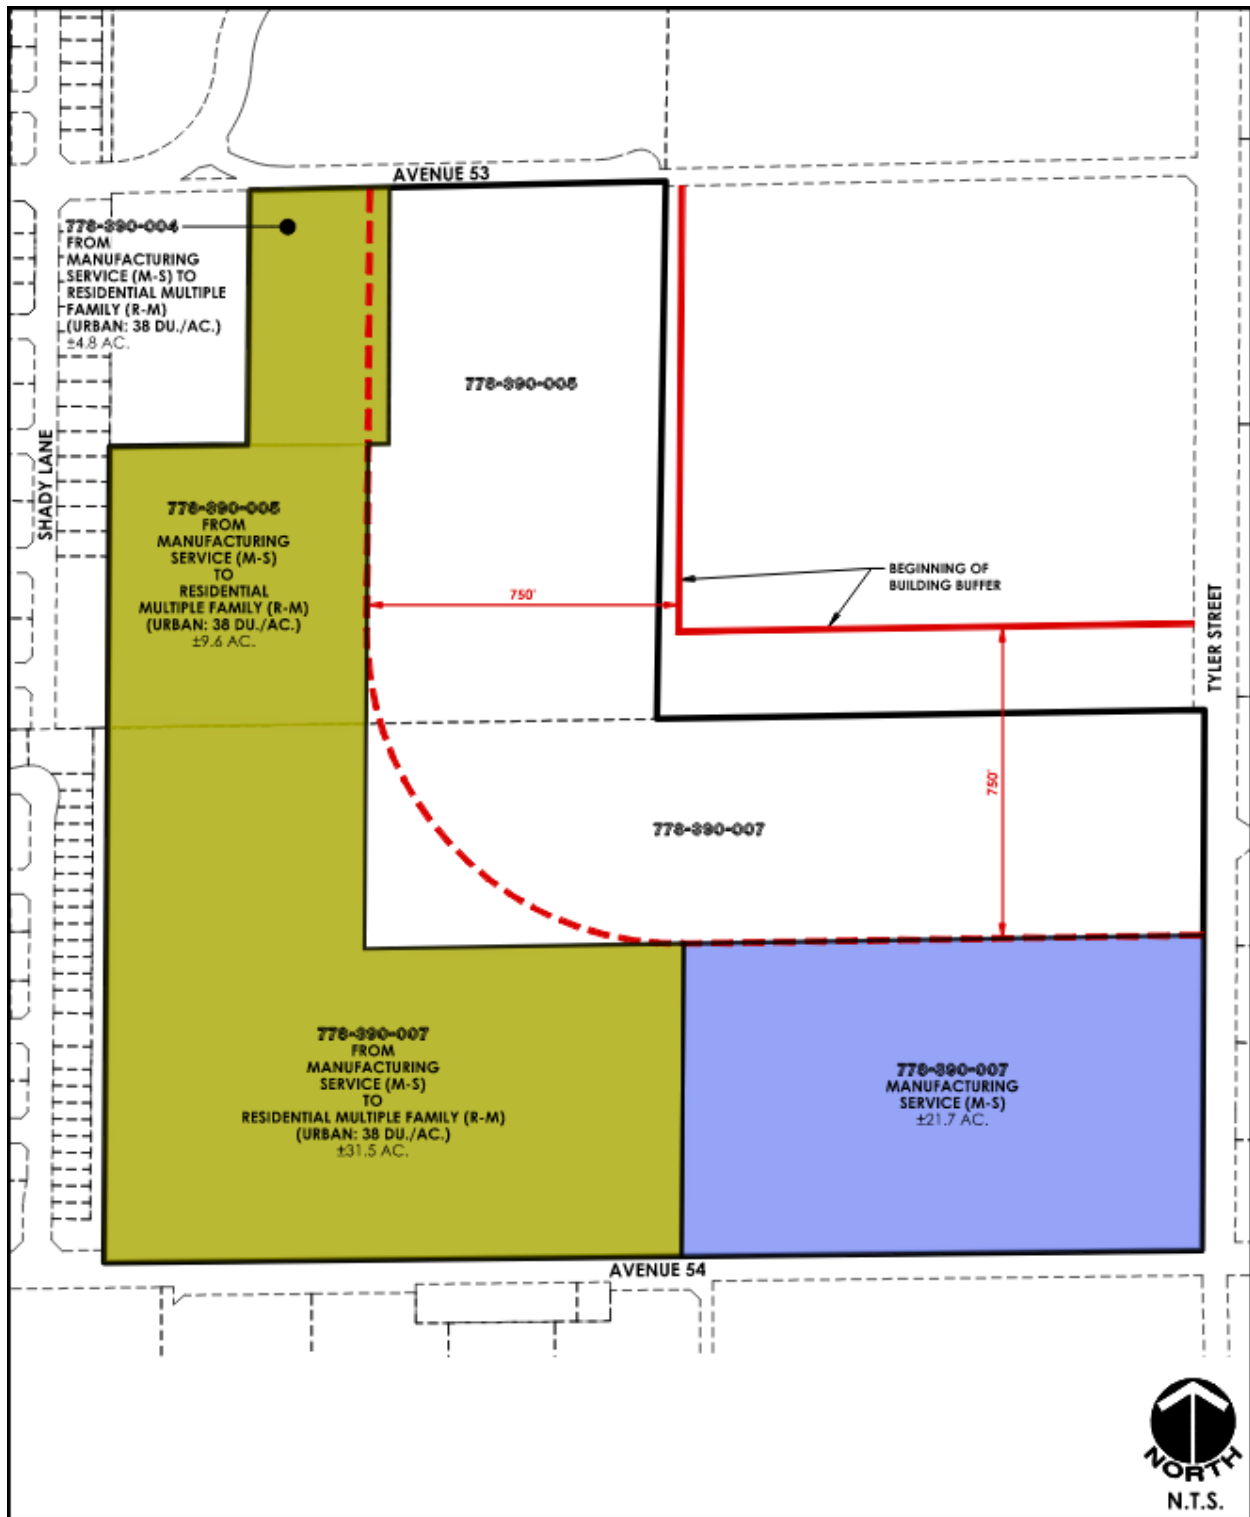 AVENUE 53
778-390-004
FROM
MANUFACTURING
SERVICE (M-S) TO
RESIDENTIAL MULTIPLE
FAMILY (R-M)
(URBAN: 38 DU./AC.)
±4.8 AC.
778-390-005
SHADY LANE
778-390-005
FROM
MANUFACTURING
SERVICE (M-S)
TO
RESIDENTIAL
MULTIPLE FAMILY (R-M)
(URBAN: 38 DU./AC.)
±9.6 AC.
750'
BEGINNING OF
BUILDING BUFFER
TYLER STREET
750'
778-390-007
778-390-007
FROM
MANUFACTURING
SERVICE (M-S)
TO
RESIDENTIAL MULTIPLE FAMILY (R-M)
(URBAN: 38 DU./AC.)
±31.5 AC.
778-390-007
MANUFACTURING
SERVICE (M-S)
±21.7 AC.
AVENUE 54
NORTH
N.T.S.